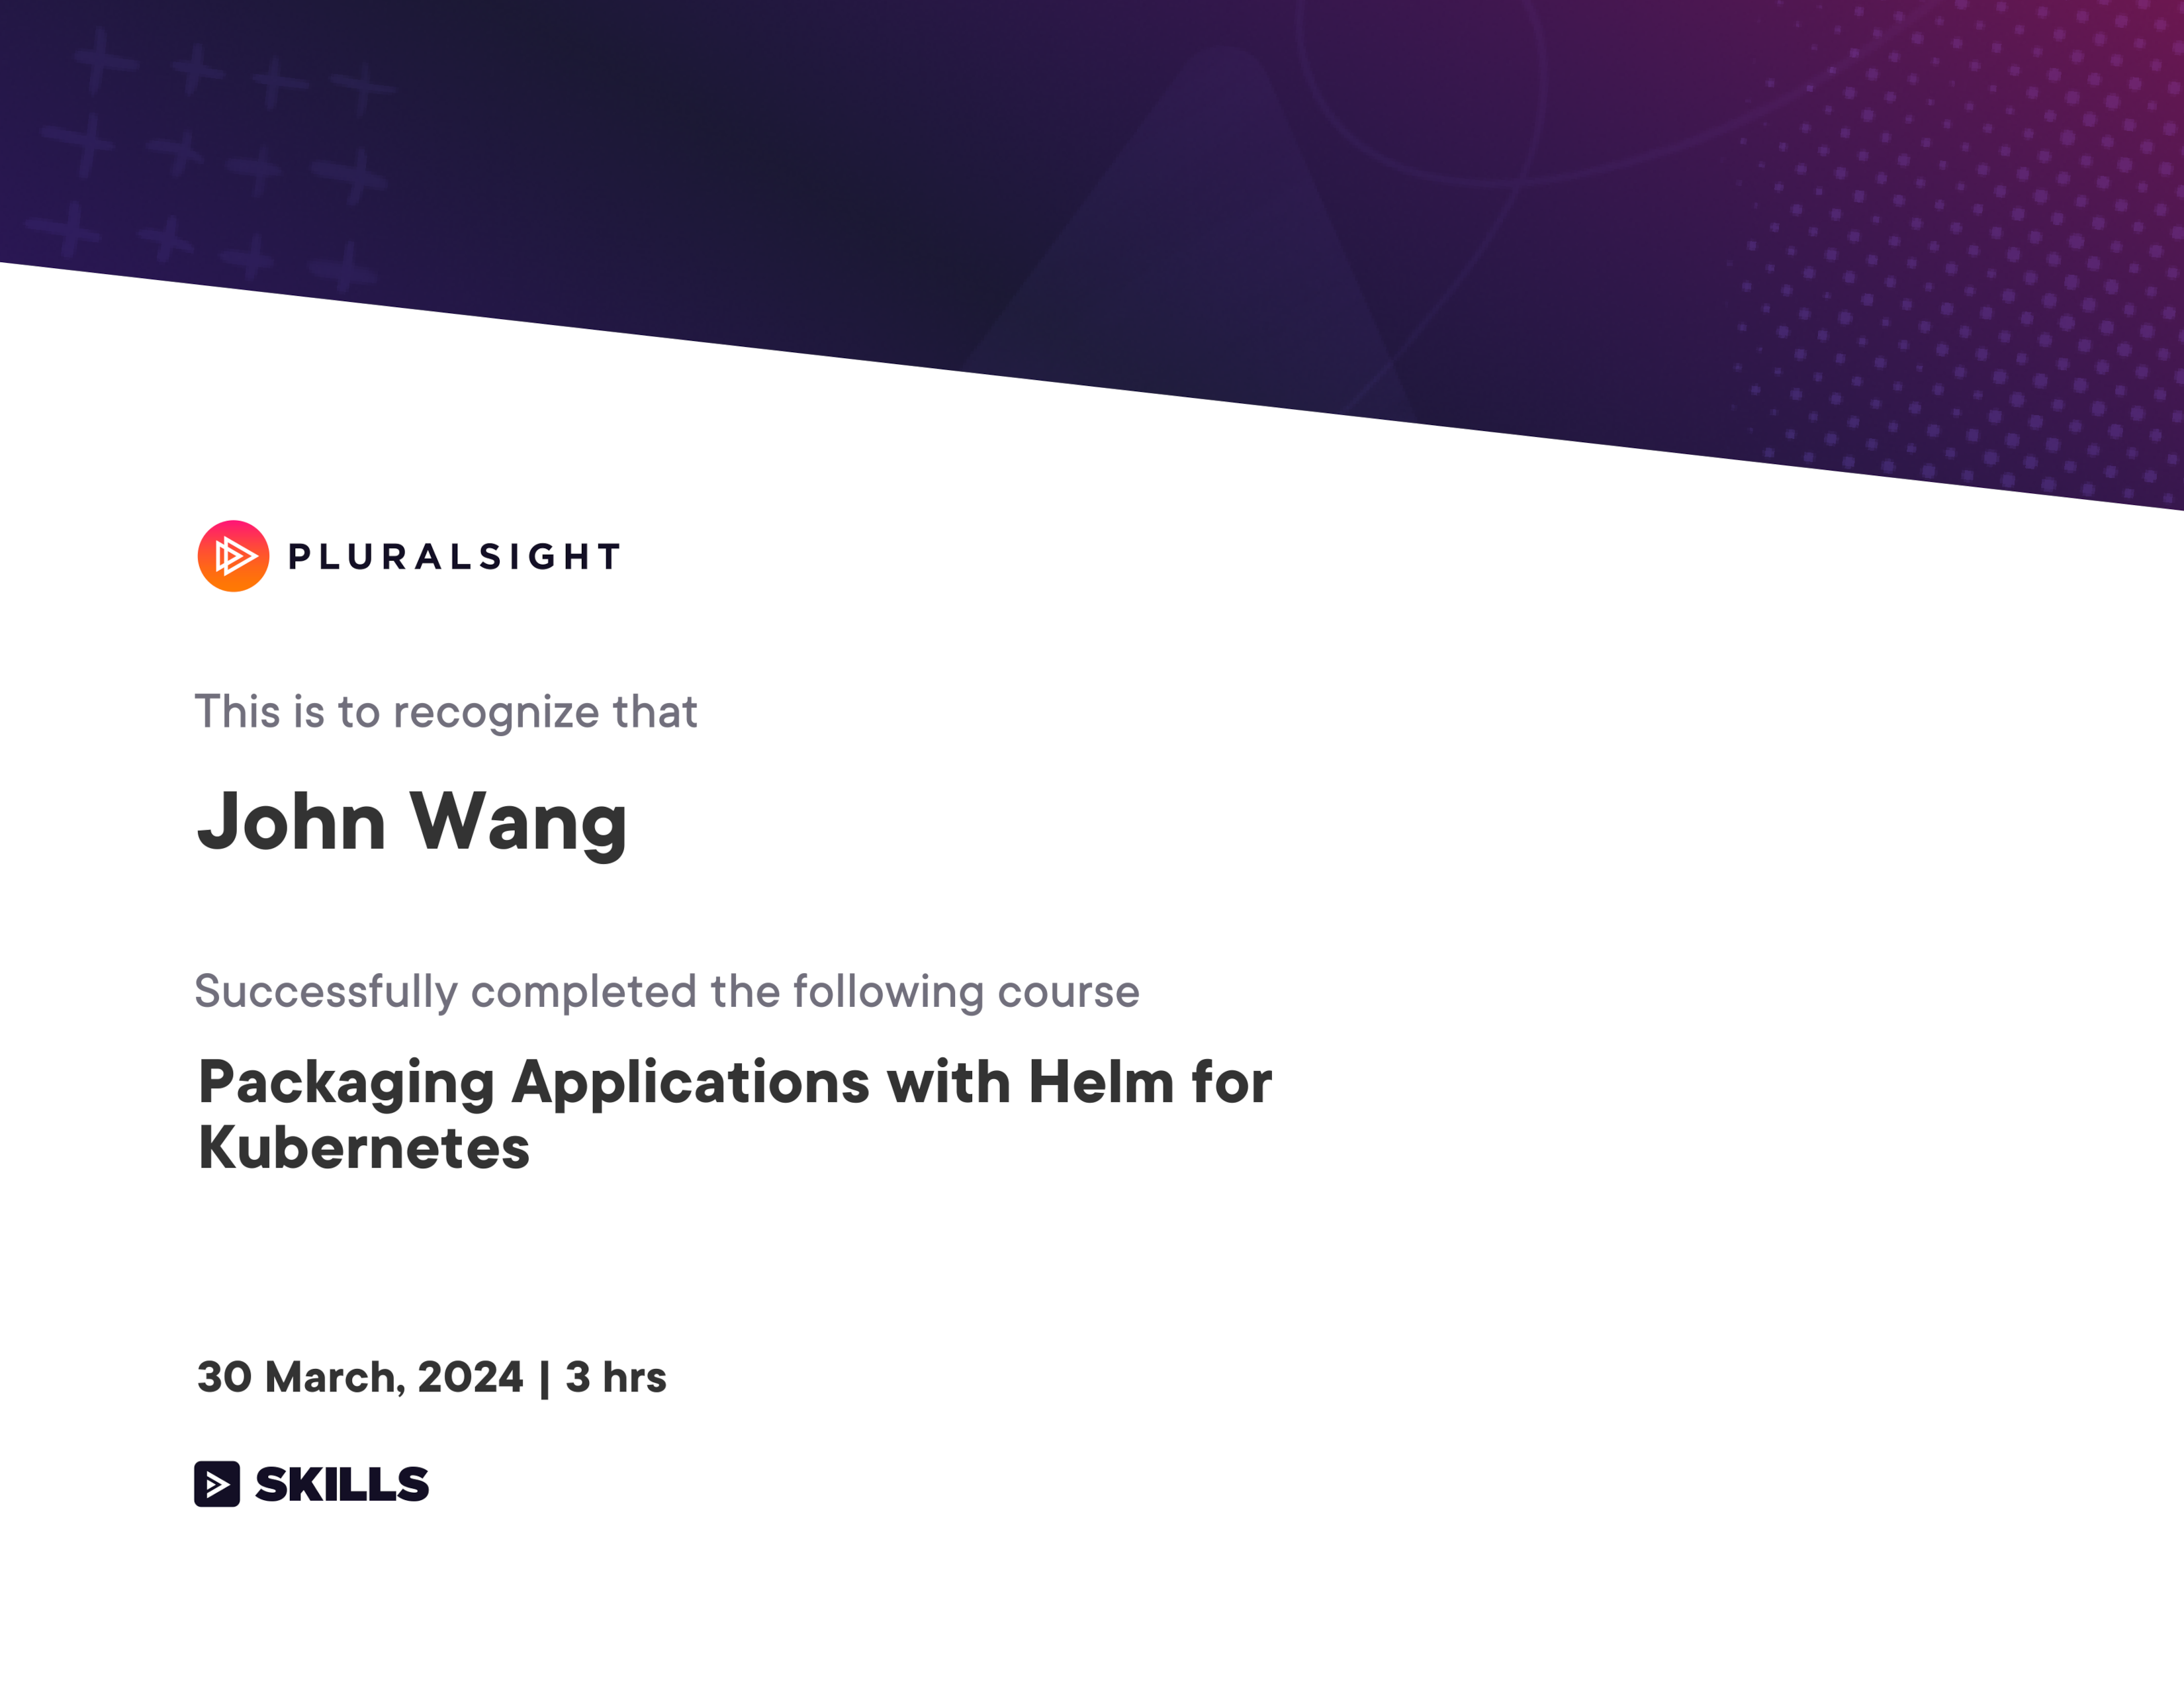 PLURALSIGHT
This is to recognize that
John Wang
Successfully completed the following course
Packaging Applications with Helm for
Kubernetes
30 March, 2024 | 3 hrs
SKILLS